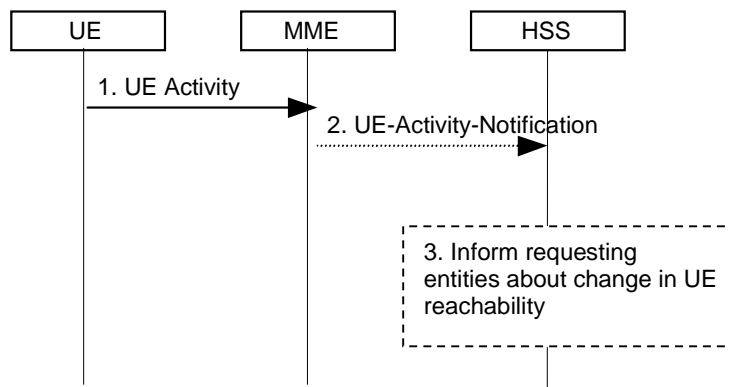 UE
MME
HSS
1. UE Activity
2. UE-Activity-Notification
3. Inform requesting
entities about change in UE
reachability